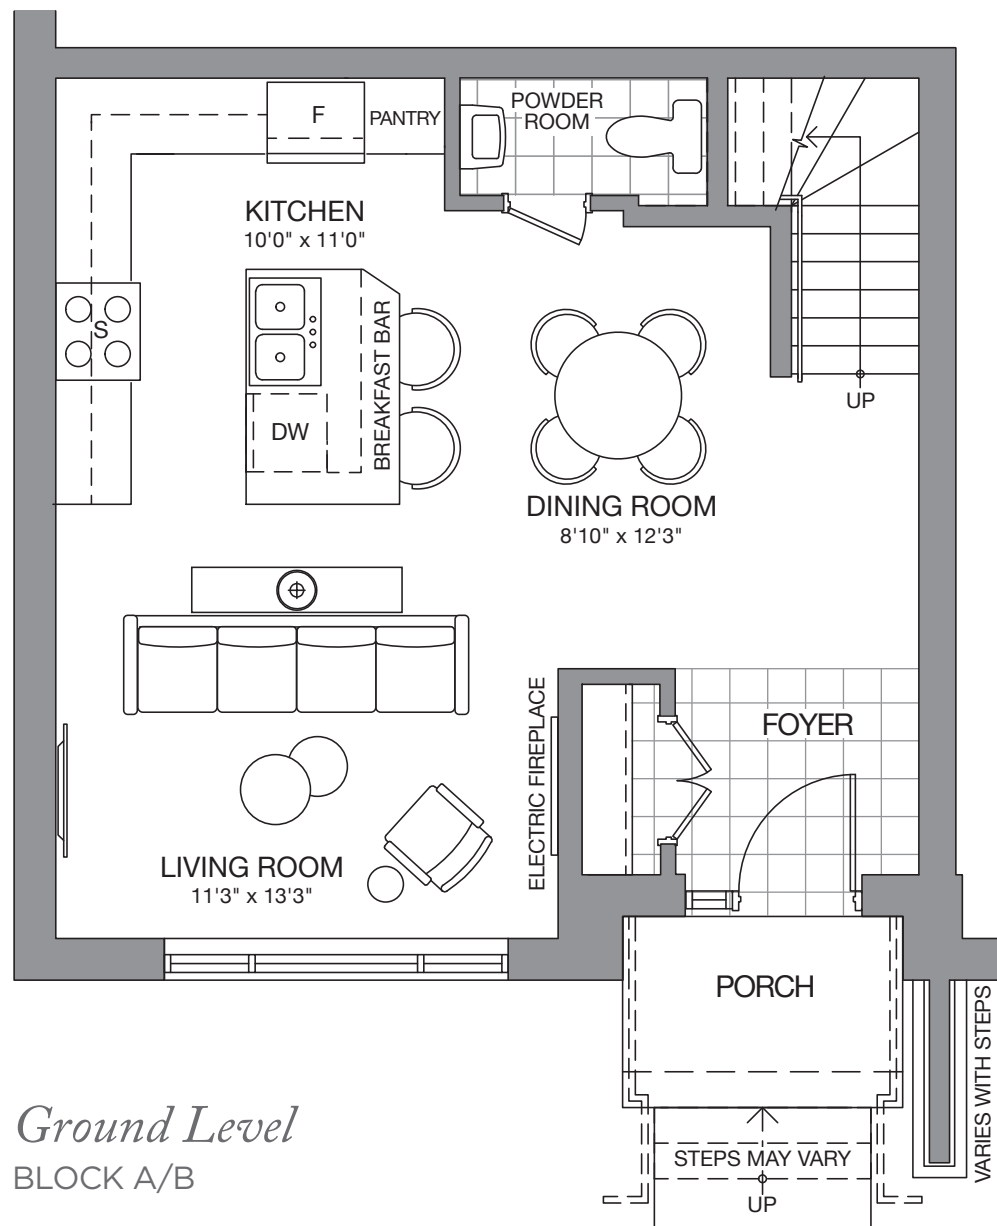 POWDER
ROOM
F
PANTRY
KITCHEN
10'0" x 11'0"
S
BREAKFAST BAR
DW
UP
DINING ROOM
8'10" x 12'3"
ELECTRIC FIREPLACE
FOYER
LIVING ROOM
11'3" x 13'3"
PORCH
VARIES WITH STEPS
STEPS MAY VARY
UP
Ground Level
BLOCK A/B